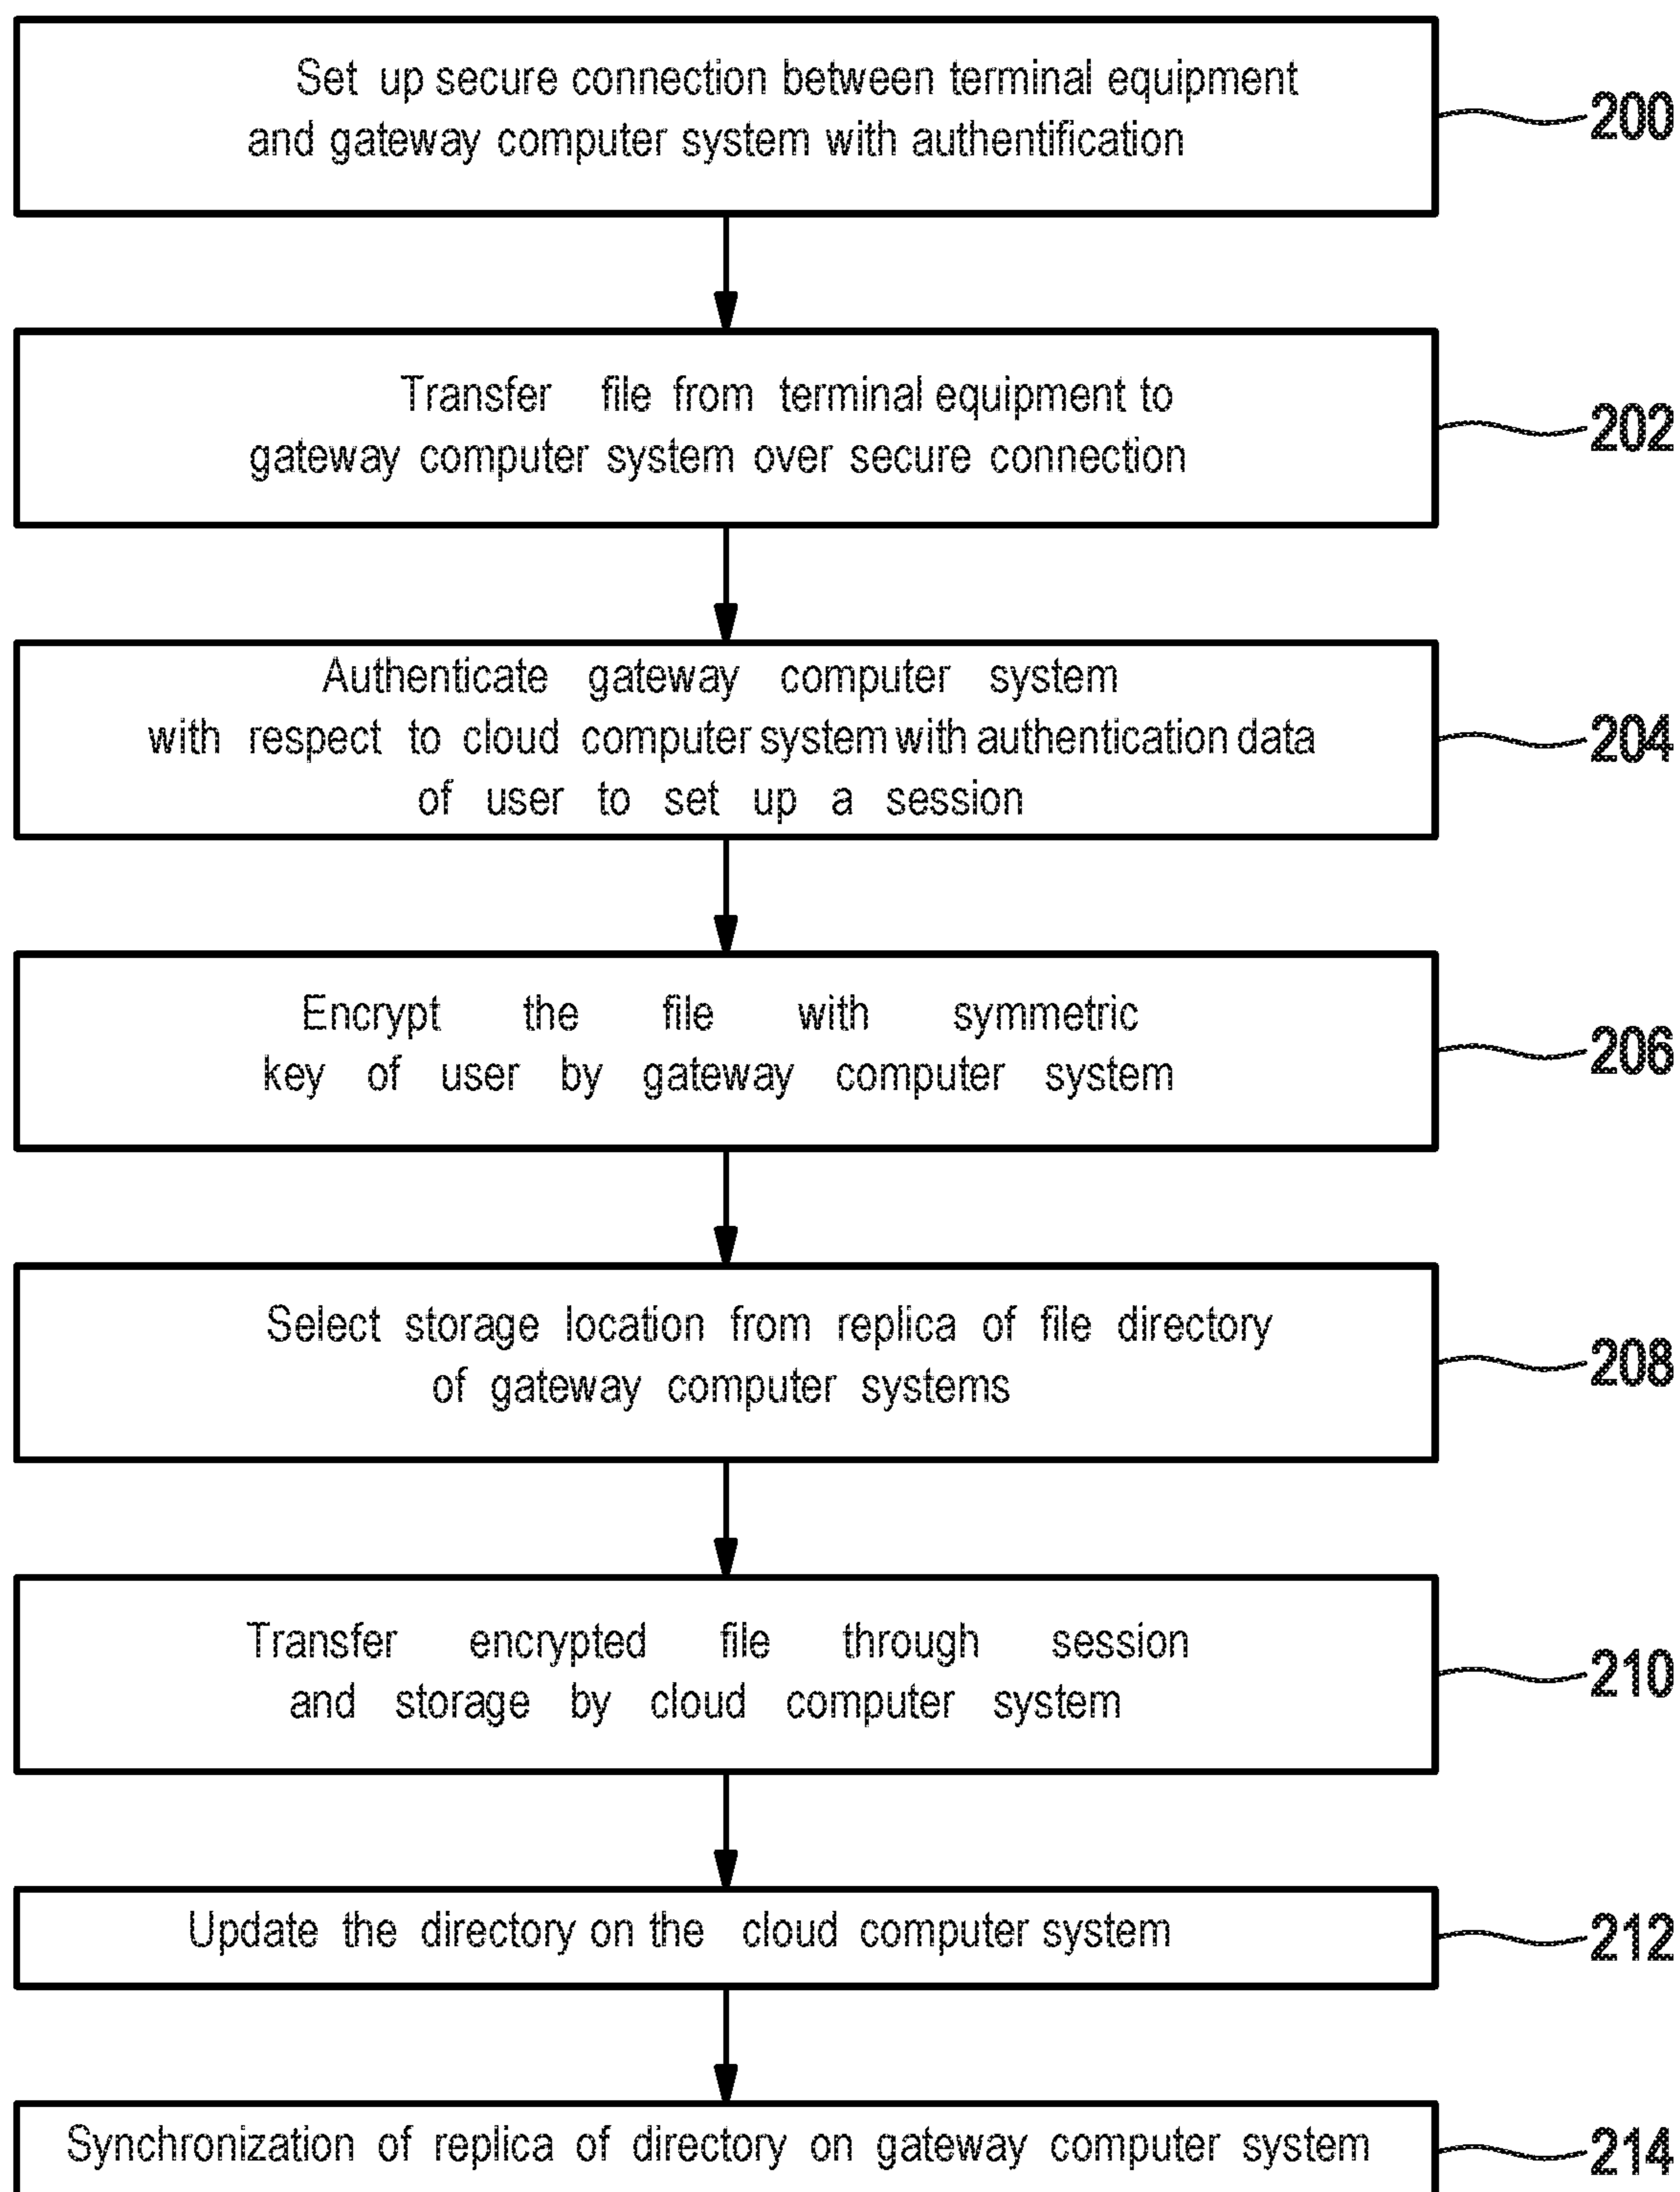 Set up secure connection between terminal equipment
and gateway computer system with authentification
200
Transfer file from terminal equipment to
gateway computer system over secure connection
202
Authenticate gateway computer system
with respect to cloud computer system with authentication data
of user to set up a session
204
Encrypt the file with symmetric
key of user by gateway computer system
206
Select storage location from replica of file directory
of gateway computer systems
208
Transfer encrypted file through session
and storage by cloud computer system
210
Update the directory on the cloud computer system
212
Synchronization of replica of directory on gateway computer system
214